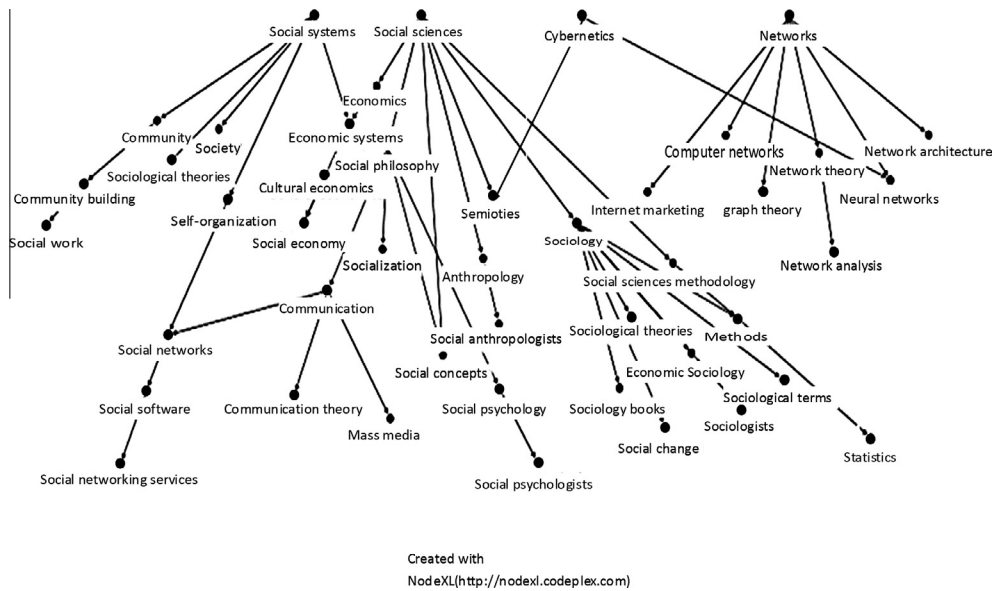 Social systems
Social sciences
Cybernetics
Networks
Economics
Community
Society
Economic systems
Computer networks
Network architecture
Sociological theories
Social philosophy
Network theory
Community building
Cultural economics
Neural networks
Self-organization
Semioties
Internet marketing
graph theory
Social work
Social economy
Sociology
Socialization
Anthropology
Social sciences methodology
Network analysis
Communication
Social networks
Social anthropologists
Sociological theories
Methods
Social concepts
Economic Sociology
Social software
Communication theory
Social psychology
Sociology books
Sociological terms
Mass media
Sociologists
Social change
Statistics
Social networking services
Social psychologists
Created with
NodeXL(http://nodexl.codeplex.com)